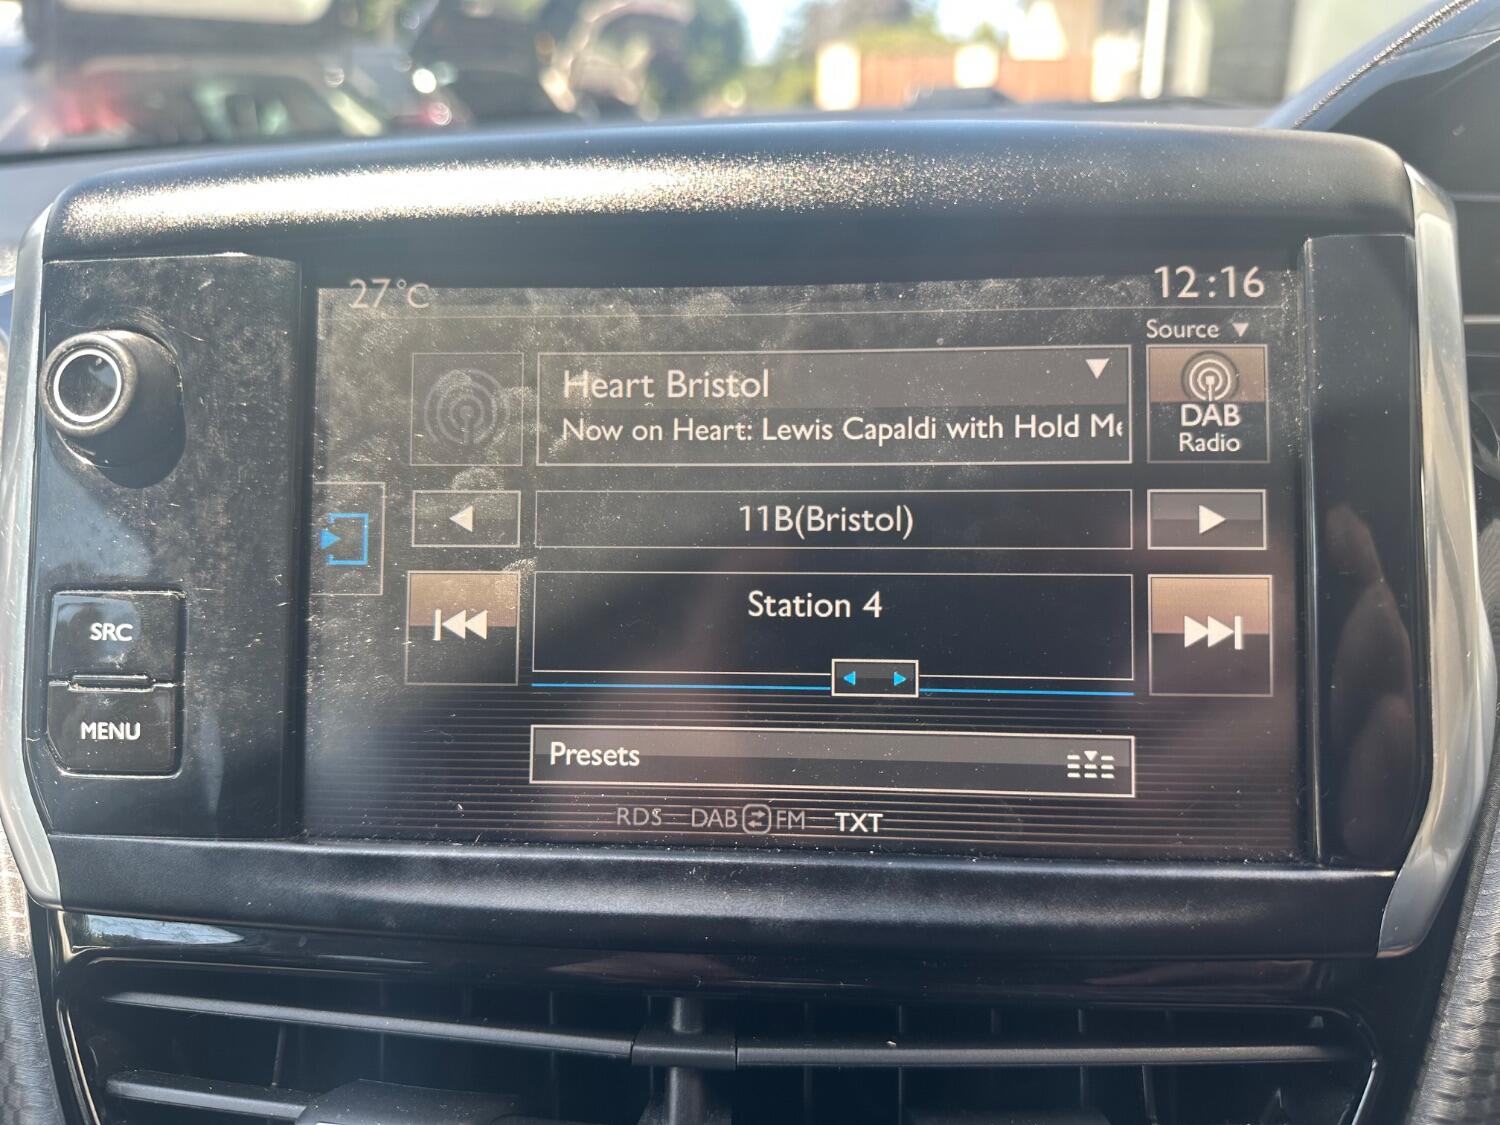 27°C
12:16
Source
Heart Bristol
Now on Heart: Lewis Capaldi with Hold Me
DAB
Radio
11B(Bristol)
SRC
Station 4
MENU
Presets
RDS DAB FM TXT